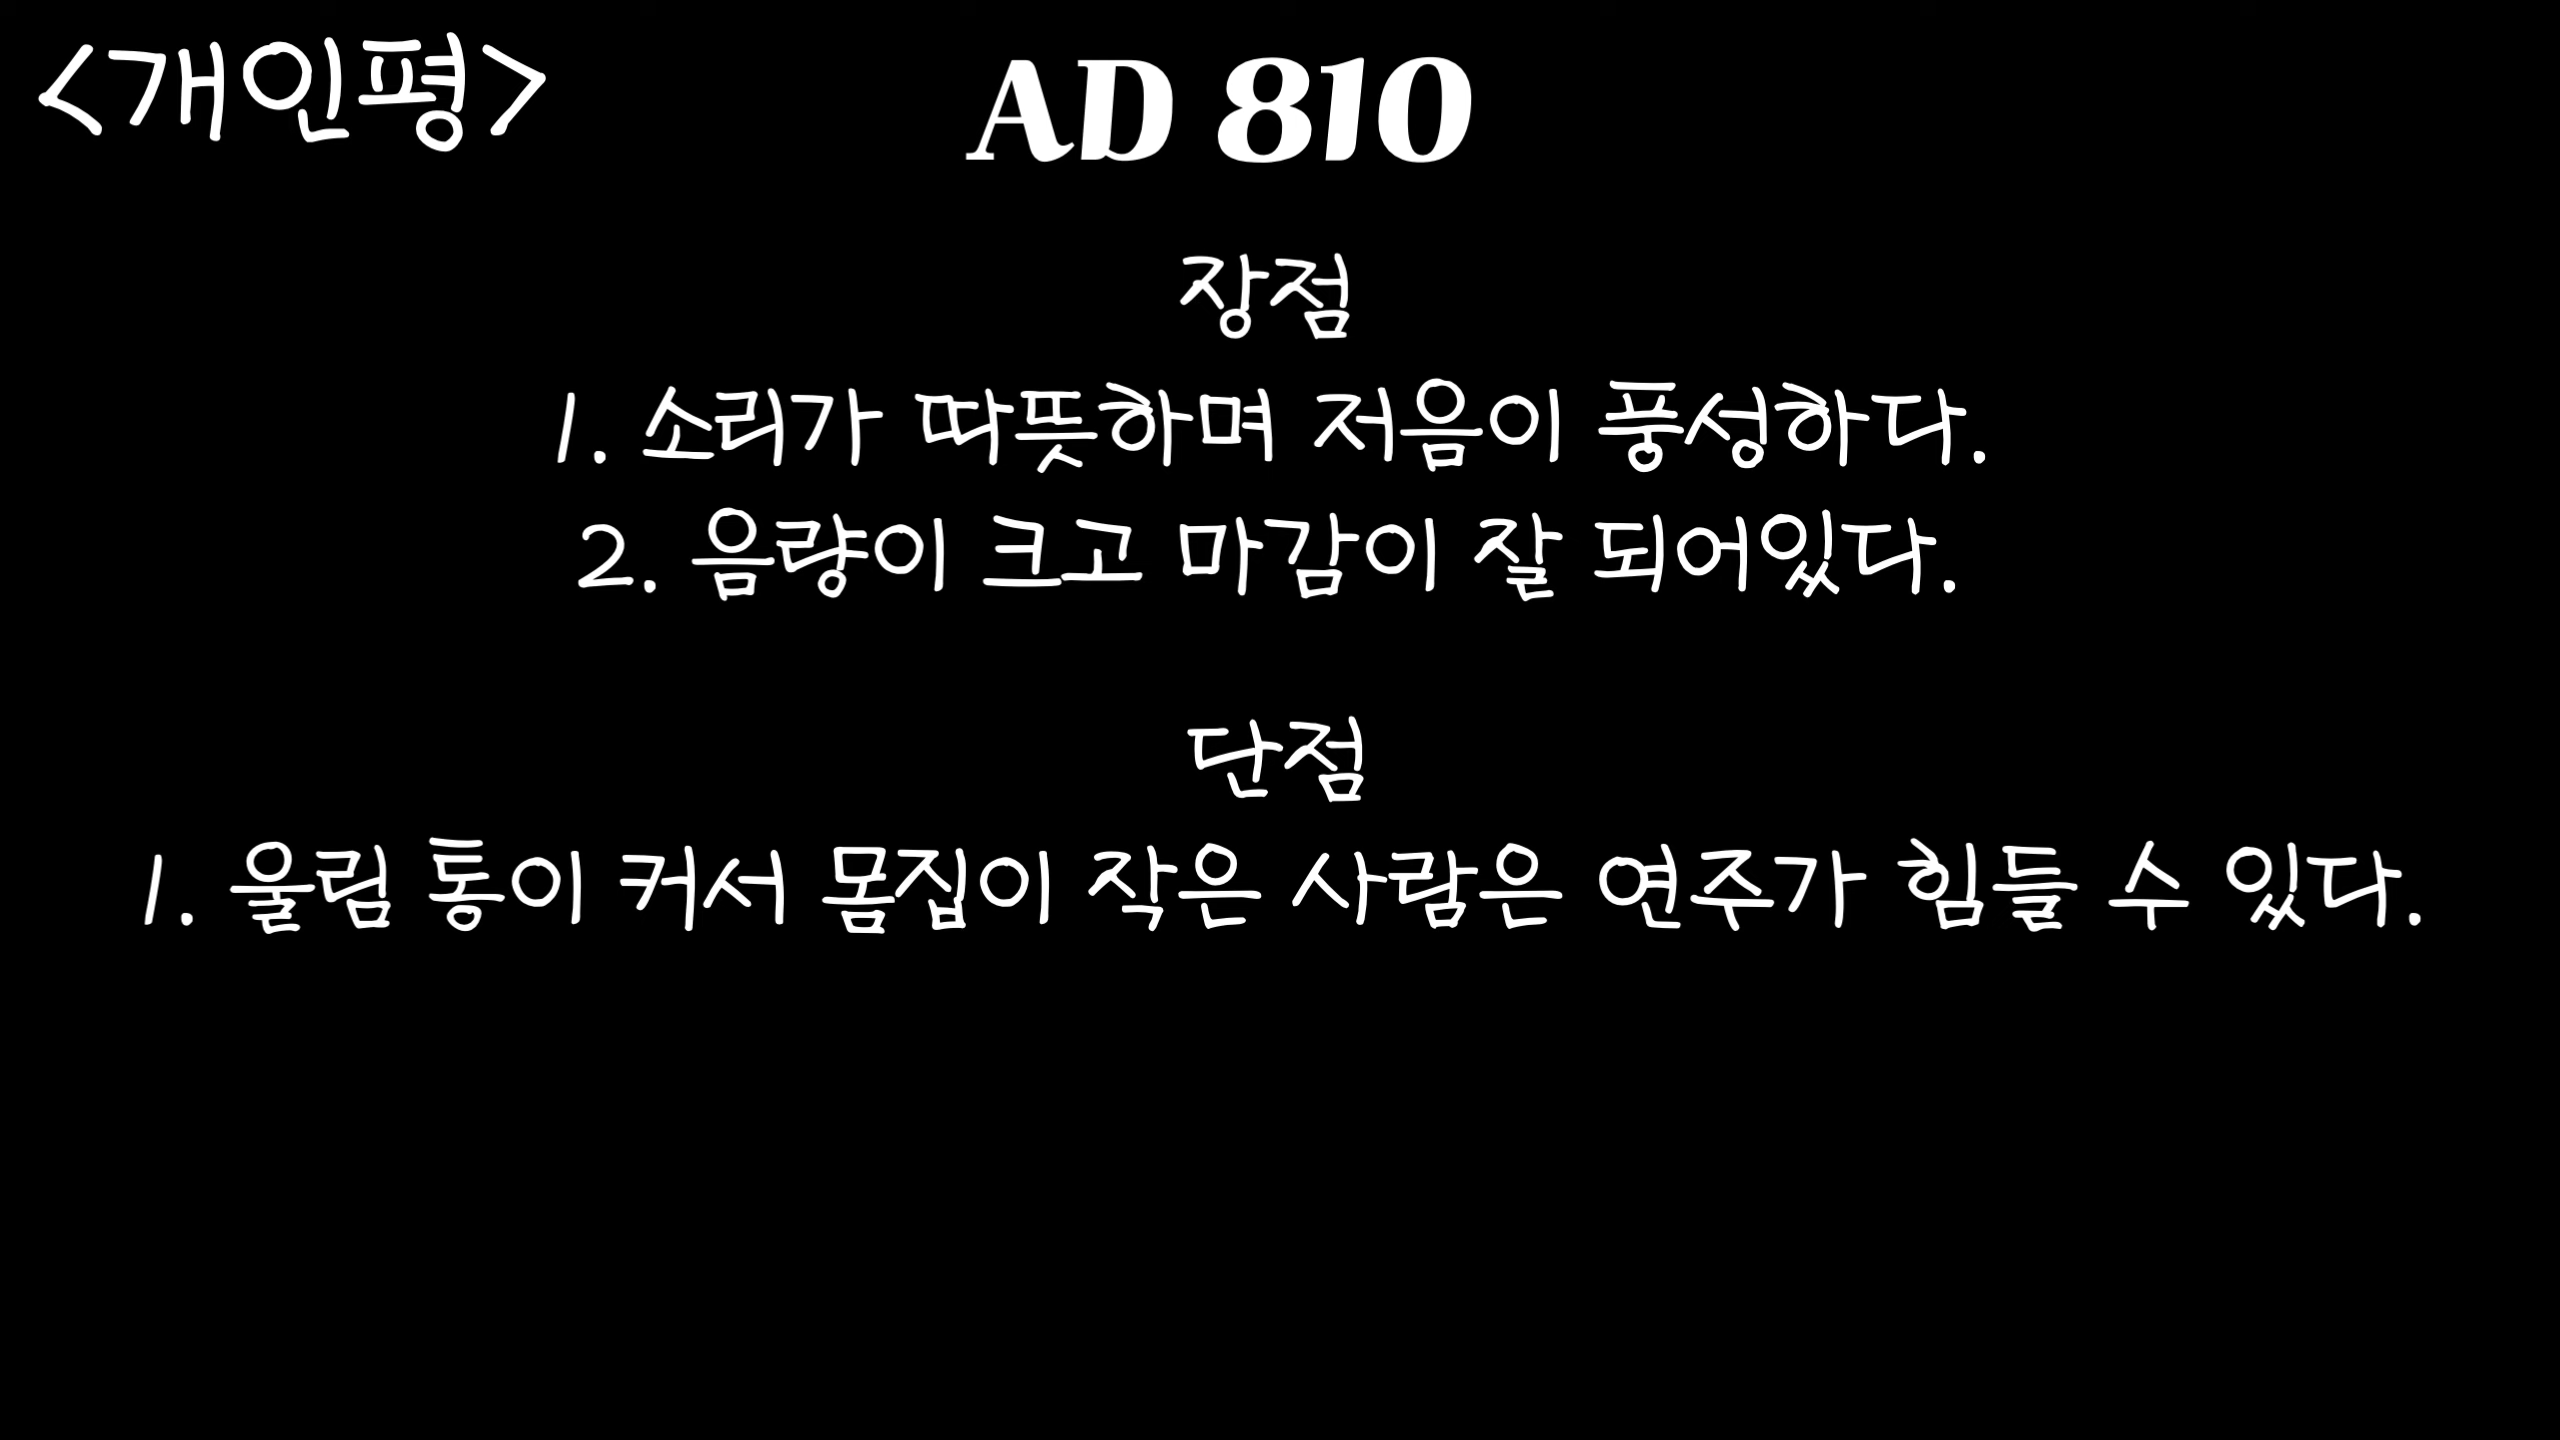 <개인평>
AD 810
장점
1. 소리가 따뜻하며 저음이 풍성하다.
2. 음량이 크고 마감이 잘 되어있다.
단점
1. 울림 통이 커서 몸집이 작은 사람은 연주가 힘들 수 있다.